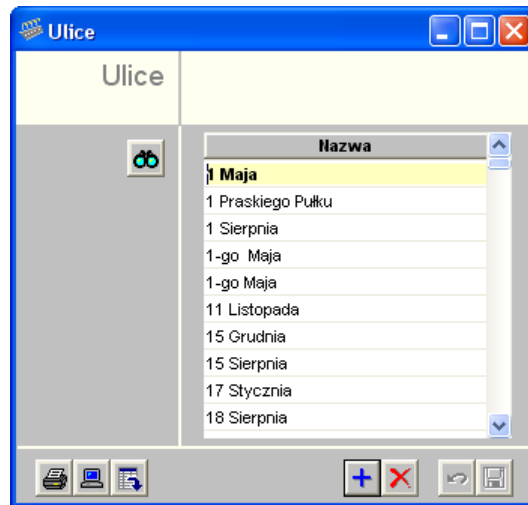 Ulice
Ulice
Nazwa
1 Maja
1 Praskiego Pułku
1 Sierpnia
1-go  Maja
1-go Maja
11 Listopada
15 Grudnia
15 Sierpnia
17 Stycznia
18 Sierpnia